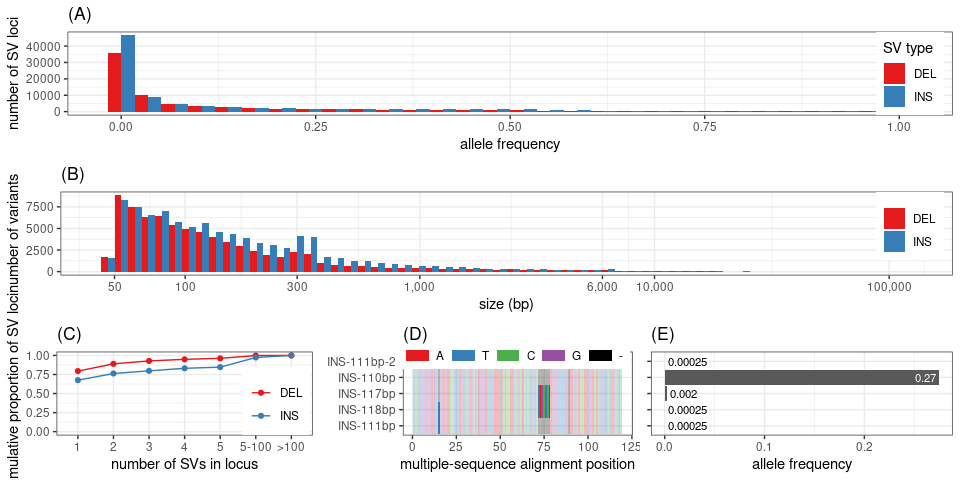 (A)
number of SV loci
40000
30000
20000
10000
0
SV type
DEL
INS
0.00 0.25 0.50 0.75 1.00
allele frequency
(B)
number of variants
7500
5000
2500
0
DEL
INS
50 100 300 1,000 6,000 10,000 100,000
size (bp)
(C)
mulative proportion of SV loci
1.00
0.75
0.50
0.25
0.00
DEL
INS
1 2 3 4 5 5-100 >100
number of SVs in locus
(D)
A T C G -
INS-111bp-2
INS-110bp
INS-117bp
INS-118bp
INS-111bp
0 25 50 75 100 125
multiple-sequence alignment position
(E)
0.00025
0.27
0.002
0.00025
0.00025
0.0 0.1 0.2
allele frequency